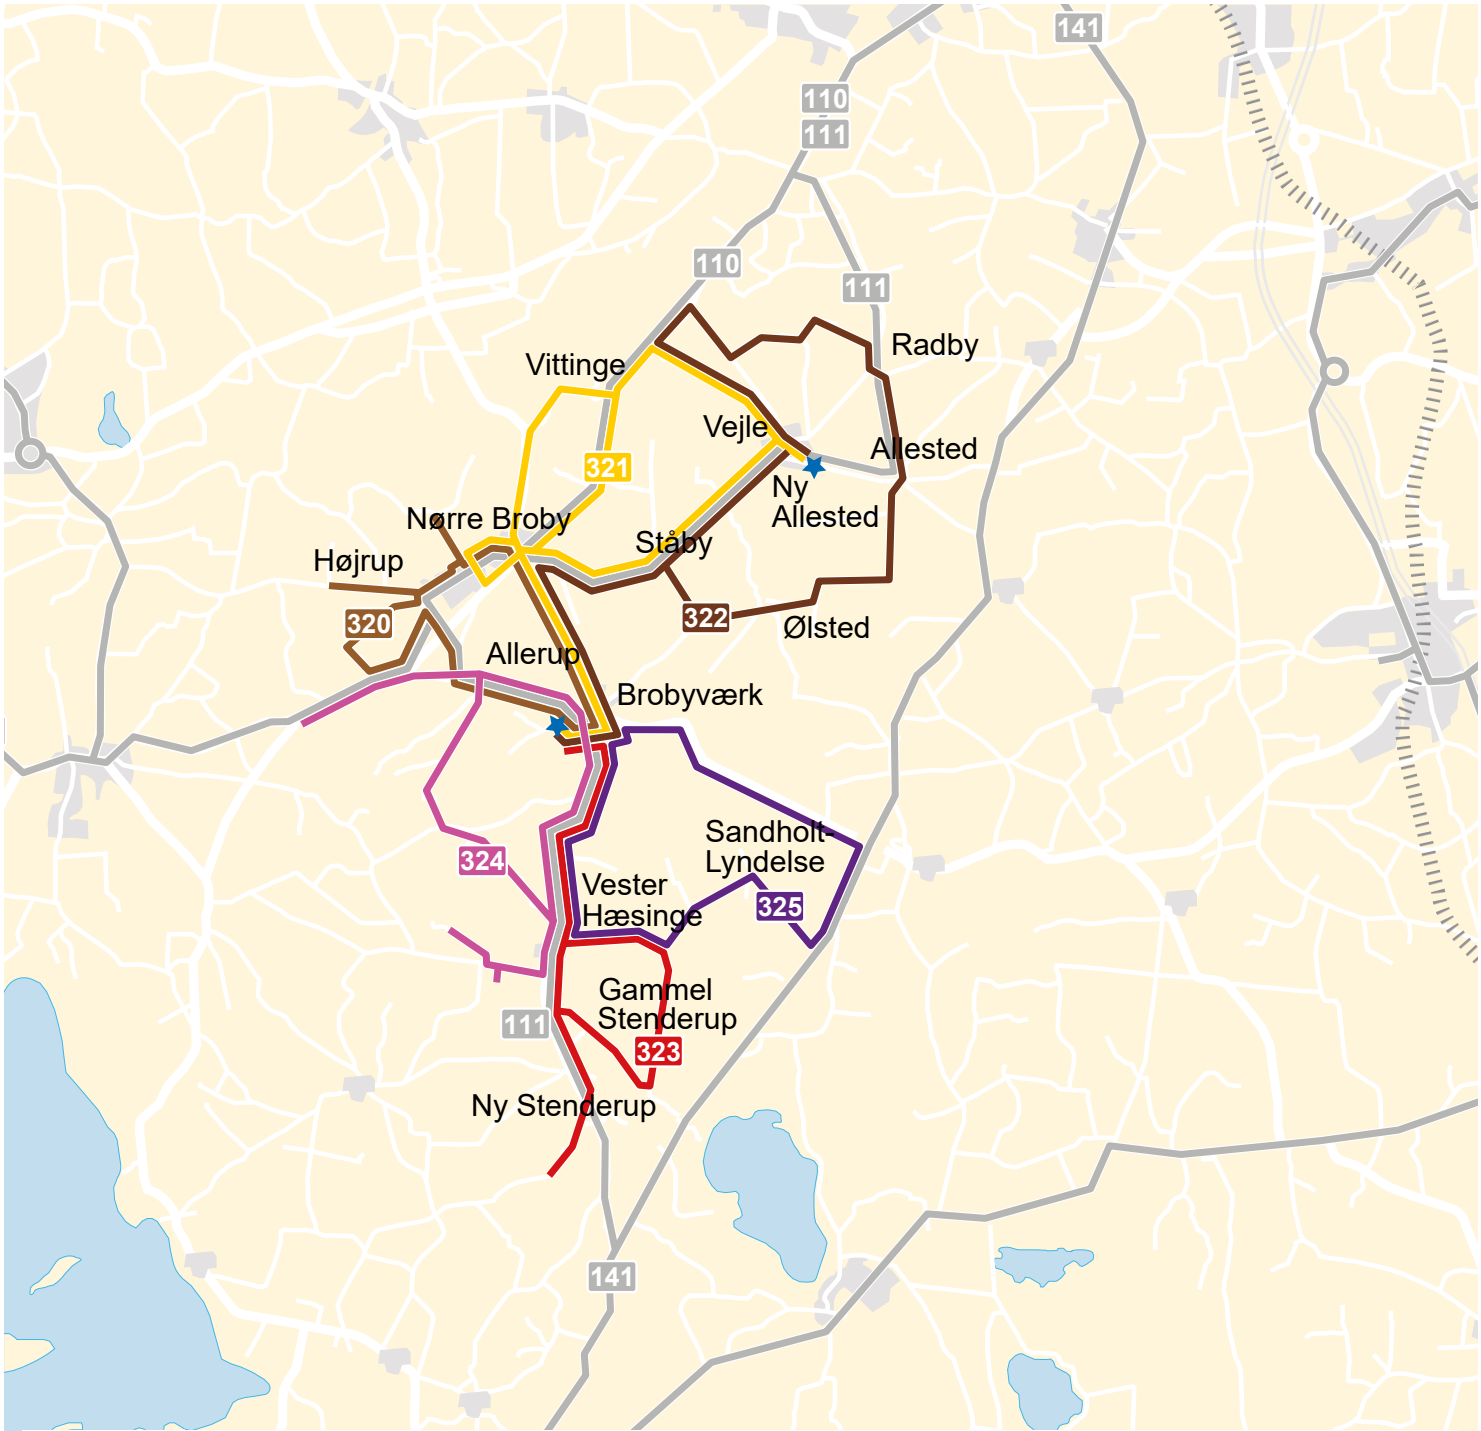 141
110
111
110
111
Radby
Vittinge
Vejle
Allested
321
Ny
Allested
Nørre Broby
Ståby
Højrup
320
322
Ølsted
Allerup
Brobyværk
Sandholt-
Lyndelse
324
Vester
Hæsinge
325
Gammel
Stenderup
111
323
Ny Stenderup
141